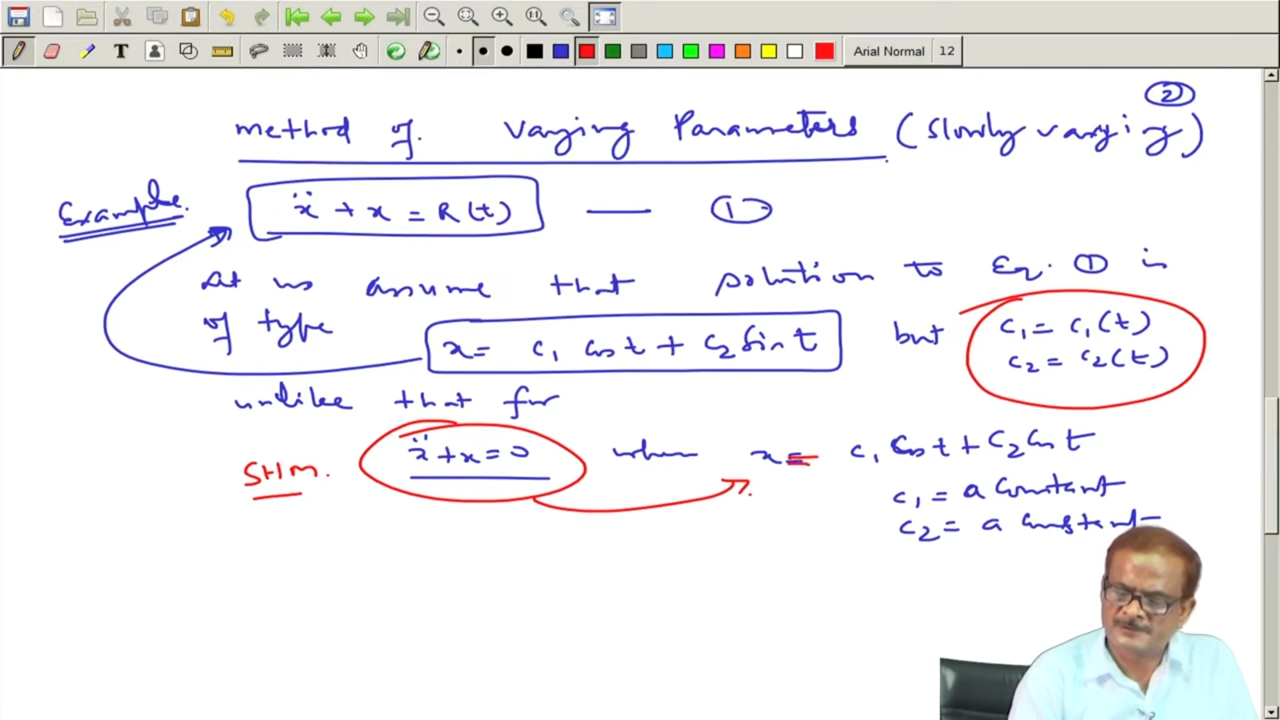 Arial Normal 12
②
method of. Varying Parameters (slowly varying)
Example. ẍ + x = R(t) — ①
Let us assume that solution to Eq. ① is
of type x = c₁ cos t + c₂ sin t but c₁ = c₁(t)
c₂ = c₂(t)
unlike that for
SHM. ẍ + x = 0 when x = c₁ cos t + c₂ cos t
c₁ = a constant
c₂ = a constant